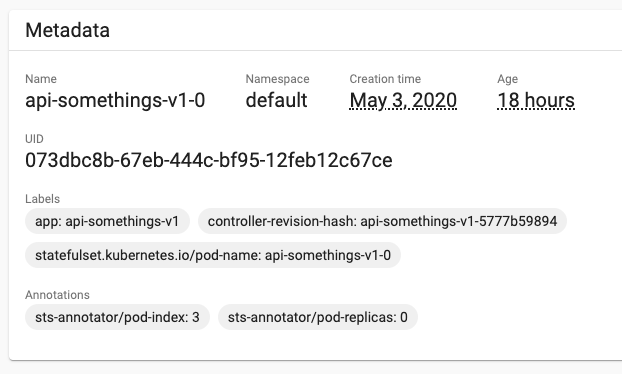 Metadata
Name Namespace Creation time Age
api-somethings-v1-0 default May 3, 2020 18 hours
UID
073dbc8b-67eb-444c-bf95-12feb12c67ce
Labels
app: api-somethings-v1 controller-revision-hash: api-somethings-v1-5777b59894
statefulset.kubernetes.io/pod-name: api-somethings-v1-0
Annotations
sts-annotator/pod-index: 3 sts-annotator/pod-replicas: 0